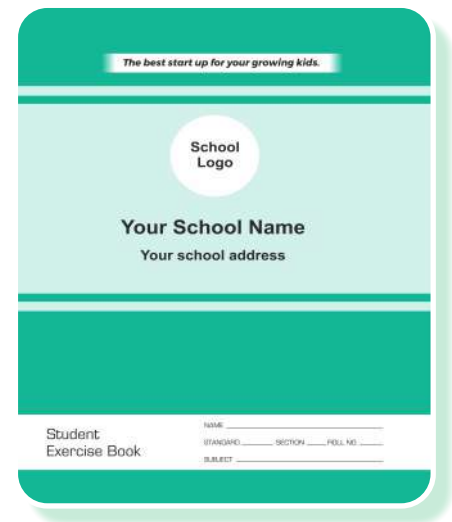 The best start up for your growing kids.
School
Logo
Your School Name
Your school address
Student
Exercise Book
NAME
STANDARD SECTION ROLL NO.
SUBJECT